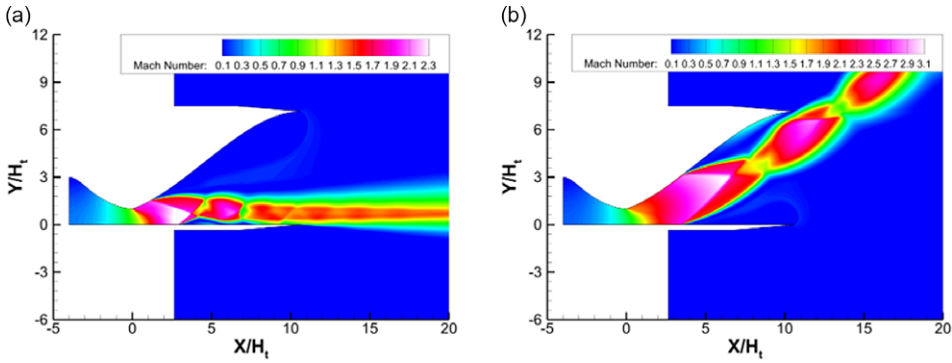 (a)
12
9
6
3
0
-3
-6
Y/Hₜ
Mach Number: 0.1 0.3 0.5 0.7 0.9 1.1 1.3 1.5 1.7 1.9 2.1 2.3
-5 0 5 10 15 20
X/Hₜ
(b)
12
9
6
3
0
-3
-6
Y/Hₜ
Mach Number: 0.1 0.3 0.5 0.7 0.9 1.1 1.3 1.5 1.7 1.9 2.1 2.3 2.5 2.7 2.9 3.1
-5 0 5 10 15 20
X/Hₜ